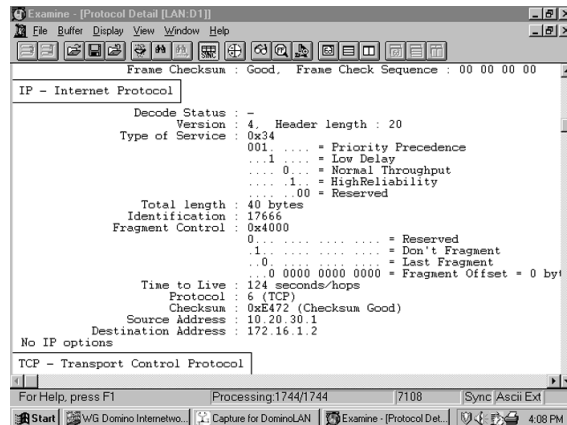 Examine - [Protocol Detail [LAN:D1]]
File Buffer Display View Window Help
SYNC
Frame Checksum : Good, Frame Check Sequence : 00 00 00 00
IP - Internet Protocol
Decode Status : -
Version : 4, Header length : 20
Type of Service : 0x34
001. .... = Priority Precedence
...1 .... = Low Delay
.... 0... = Normal Throughput
.... .1.. = HighReliability
.... ..00 = Reserved
Total length : 40 bytes
Identification : 17666
Fragment Control : 0x4000
0... .... .... .... = Reserved
.1.. .... .... .... = Don't Fragment
..0. .... .... .... = Last Fragment
...0 0000 0000 0000 = Fragment Offset = 0 byt
Time to Live : 124 seconds/hops
Protocol : 6 (TCP)
Checksum : 0xE472 (Checksum Good)
Source Address : 10.20.30.1
Destination Address : 172.16.1.2
No IP options
TCP - Transport Control Protocol
For Help, press F1 Processing:1744/1744 7108 Sync Ascii Ext
Start WG Domino Internetwo... Capture for DominoLAN Examine - [Protocol Det... 4:08 PM